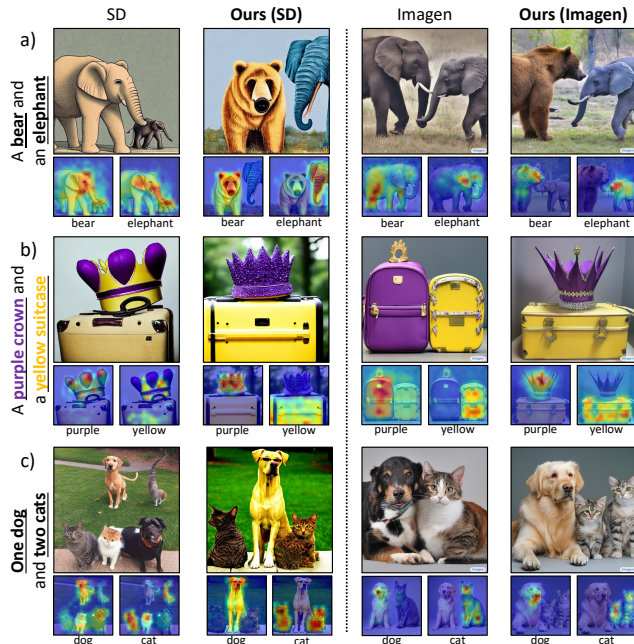 SD
Ours (SD)
Imagen
Ours (Imagen)
a)
A bear and
an elephant
bear
elephant
bear
elephant
bear
elephant
bear
elephant
b)
A purple crown and
a yellow suitcase
purple
yellow
purple
yellow
purple
yellow
purple
yellow
c)
One dog
and two cats
dog
cat
dog
cat
dog
cat
dog
cat